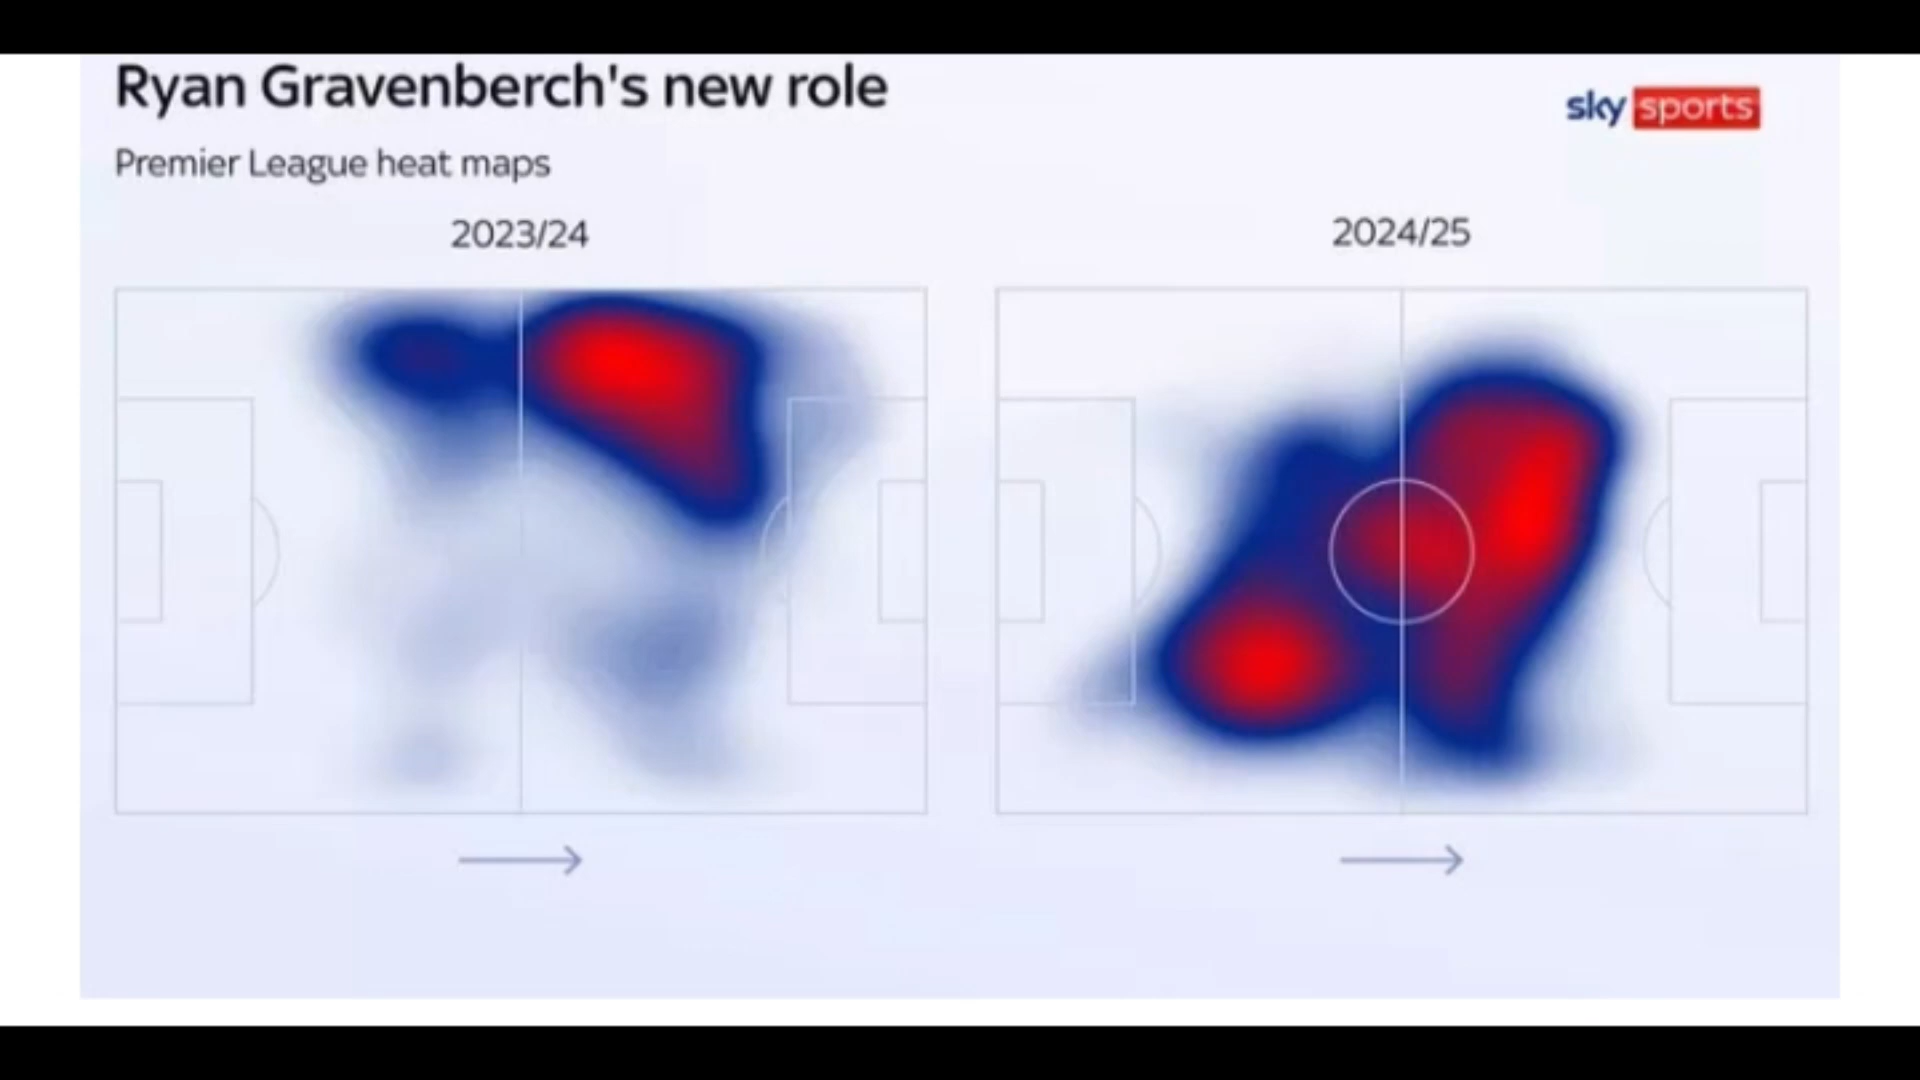 Ryan Gravenberch's new role
sky sports
Premier League heat maps
2023/24
2024/25